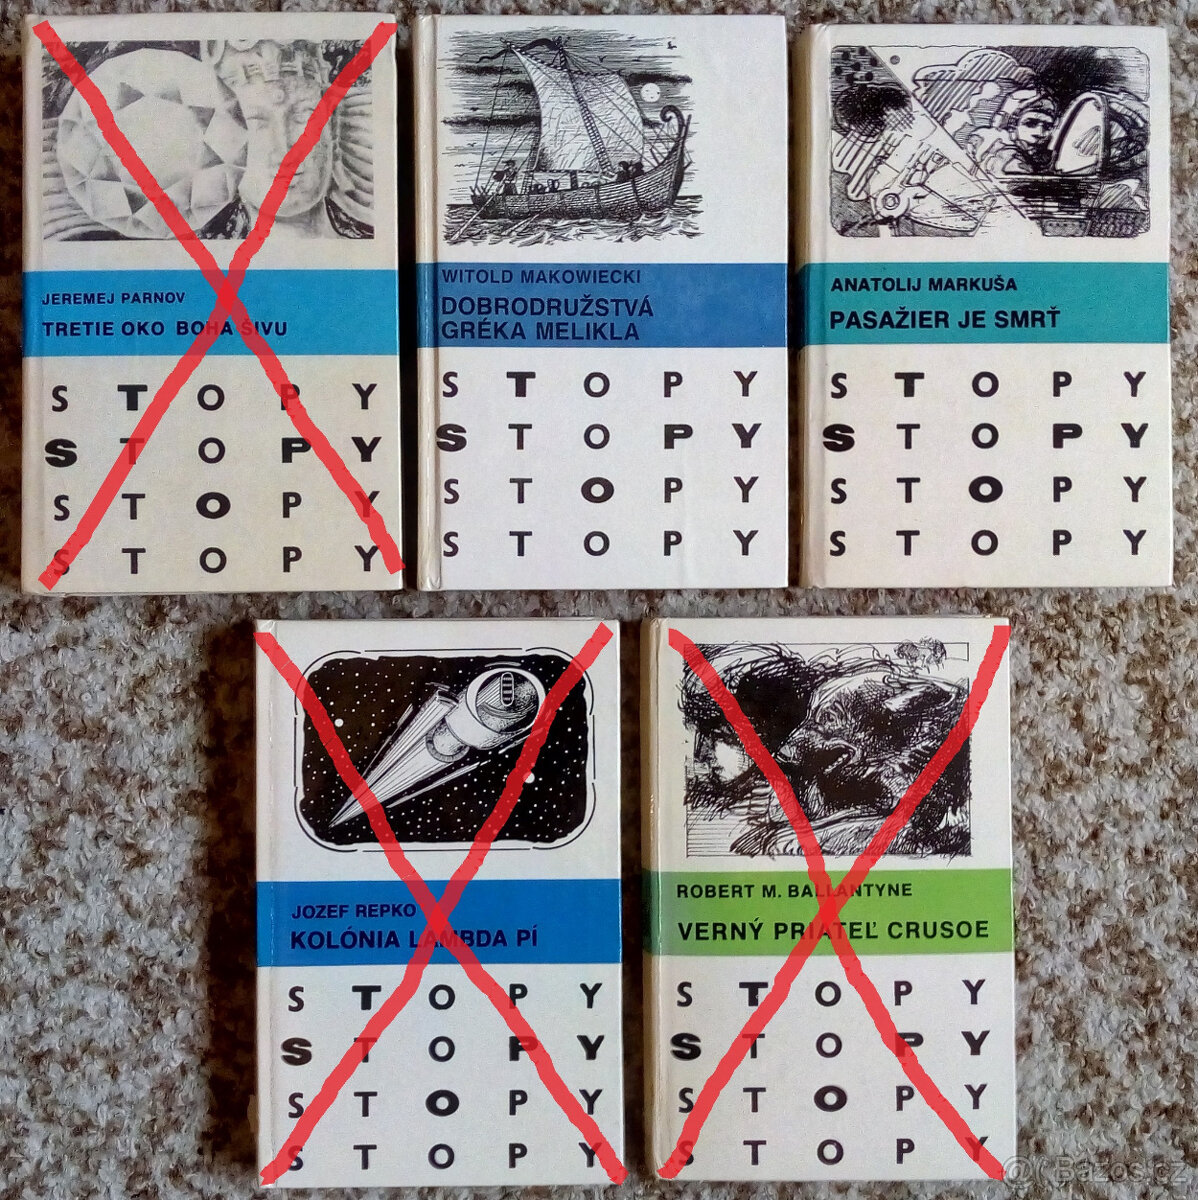 JEREMEJ PARNOV
TRETIE OKO BOHA ŠIVU
S T O P Y
S T O P Y
S T O P Y
S T O P Y
WITOLD MAKOWIECKI
DOBRODRUŽSTVÁ
GRÉKA MELIKLA
S T O P Y
S T O P Y
S T O P Y
S T O P Y
ANATOLIJ MARKUŠA
PASAŽIER JE SMRŤ
S T O P Y
S T O P Y
S T O P Y
S T O P Y
JOZEF REPKO
KOLÓNIA LAMBDA PÍ
S T O P Y
S T O P Y
S T O P Y
S T O P Y
ROBERT M. BALLANTYNE
VERNÝ PRIATEĽ CRUSOE
S T O P Y
S T O P Y
S T O P Y
S T O P Y
@ Bazos.cz